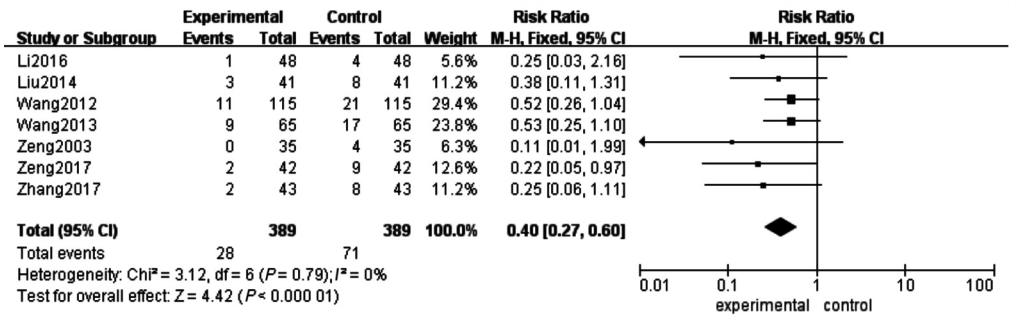 Experimental Control Risk Ratio Risk Ratio
Study or Subgroup Events Total Events Total Weight M-H, Fixed, 95% CI M-H, Fixed, 95% CI
Li2016 1 48 4 48 5.6% 0.25 [0.03, 2.16]
Liu2014 3 41 8 41 11.2% 0.38 [0.11, 1.31]
Wang2012 11 115 21 115 29.4% 0.52 [0.26, 1.04]
Wang2013 9 65 17 65 23.8% 0.53 [0.25, 1.10]
Zeng2003 0 35 4 35 6.3% 0.11 [0.01, 1.99]
Zeng2017 2 42 9 42 12.6% 0.22 [0.05, 0.97]
Zhang2017 2 43 8 43 11.2% 0.25 [0.06, 1.11]
Total (95% CI) 389 389 100.0% 0.40 [0.27, 0.60]
Total events 28 71
Heterogeneity: Chi² = 3.12, df = 6 (P = 0.79); I² = 0%
Test for overall effect: Z = 4.42 (P < 0.000 01)
0.01 0.1 1 10 100
experimental control